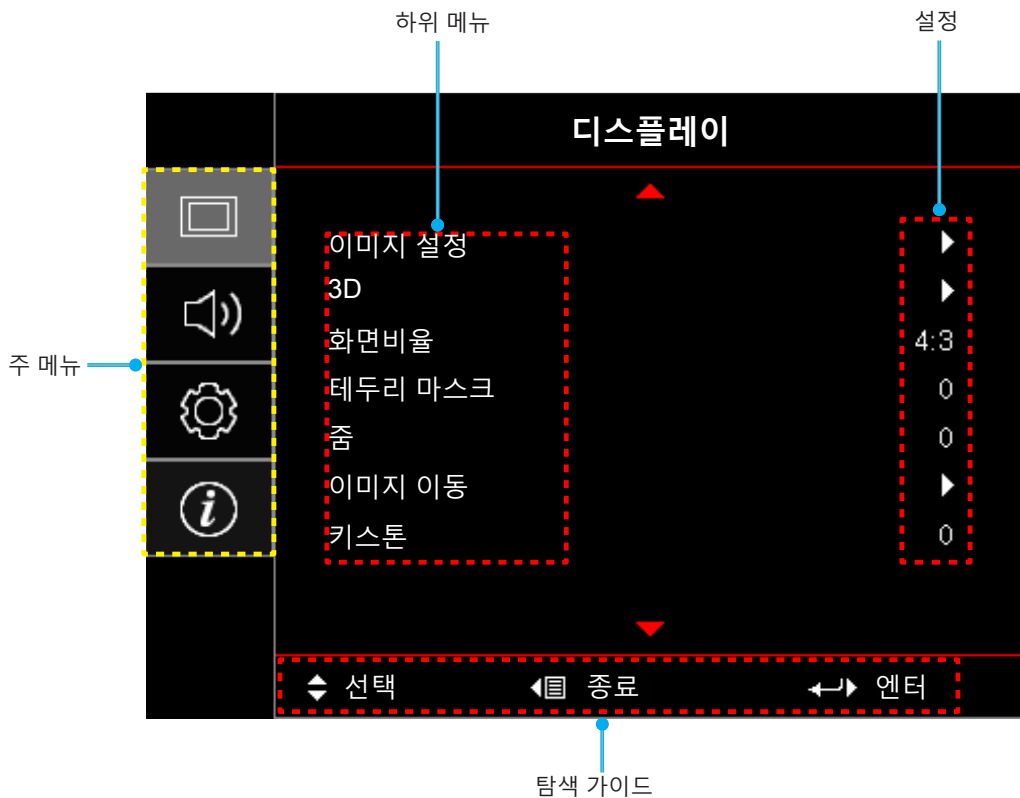 하위 메뉴
설정
디스플레이
이미지 설정
3D
화면비율 4:3
테두리 마스크 0
줌 0
이미지 이동
키스톤 0
주 메뉴
선택 종료 엔터
탐색 가이드